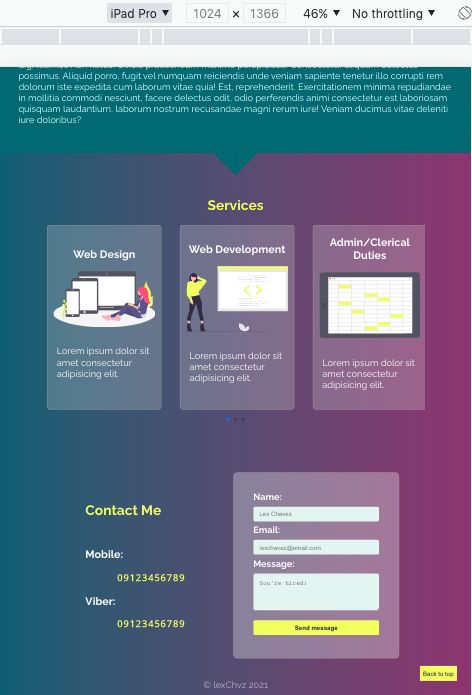 iPad Pro ▼ 1024 × 1366 46% ▼ No throttling ▼
possimus. Aliquid porro, fugit vel numquam reiciendis unde veniam sapiente tenetur illo corrupti rem
dolorum iste expedita cum laborum vitae quia! Est, reprehenderit. Exercitationem minima repudiandae
in mollitia commodi nesciunt, facere delectus odit, odio perferendis animi consectetur est laboriosam
quisquam laudantium, laborum nostrum recusandae magni rerum iure! Veniam ducimus vitae deleniti
iure doloribus?
Services
Web Design
Lorem ipsum dolor sit
amet consectetur
adipisicing elit.
Web Development
Lorem ipsum dolor sit
amet consectetur
adipisicing elit.
Admin/Clerical
Duties
Lorem ipsum dolor sit
amet consectetur
adipisicing elit.
Contact Me
Mobile:
09123456789
Viber:
09123456789
Name:
Lex Chavez
Email:
lexchavez@email.com
Message:
You're hired!
Send message
Back to top
© lexChvz 2021